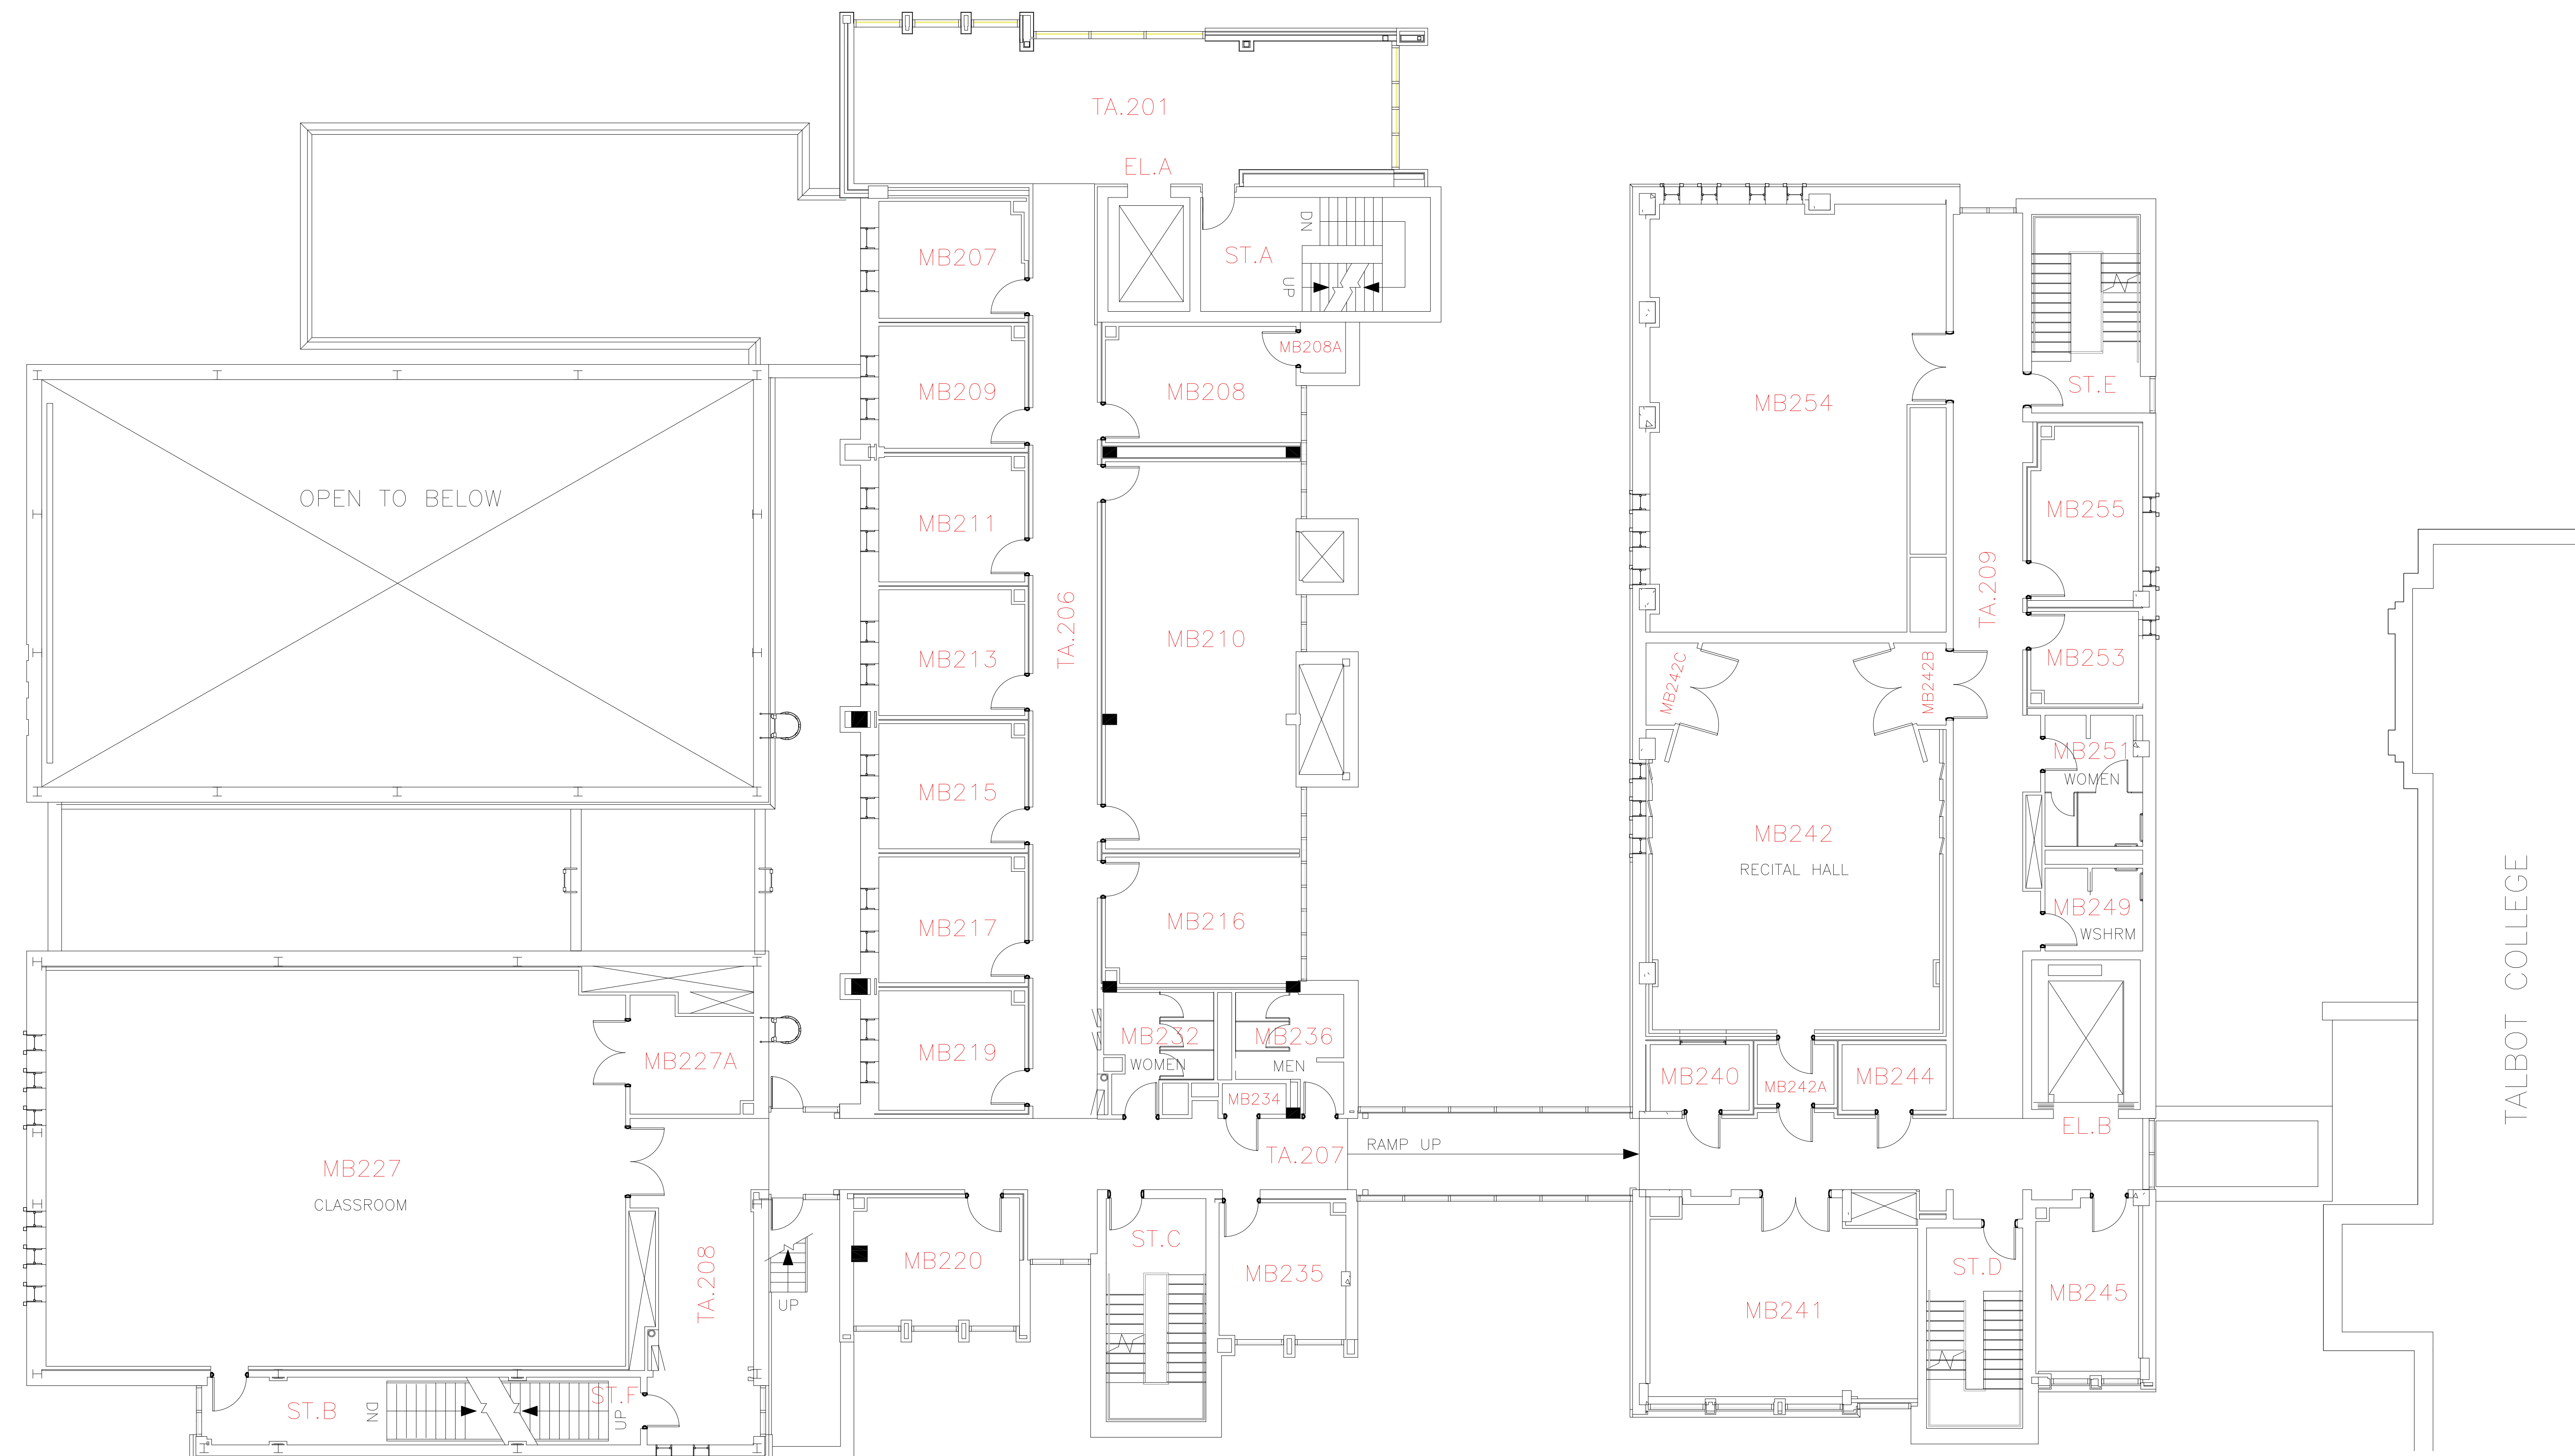 TA.201
EL.A
DN
ST.A
UP
MB207
MB208A
MB209
MB208
MB254
ST.E
OPEN TO BELOW
MB211
MB255
TA.206
MB210
TA.209
MB213
MB242C
MB242B
MB253
MB251
WOMEN
MB215
MB242
RECITAL HALL
MB217
MB216
MB249
WSHRM
TALBOT COLLEGE
MB227A
MB219
MB232
WOMEN
MB236
MEN
MB234
MB240
MB242A
MB244
EL.B
MB227
CLASSROOM
TA.207
RAMP UP
TA.208
UP
MB220
ST.C
MB235
MB241
ST.D
MB245
ST.B
DN
ST.F
UP